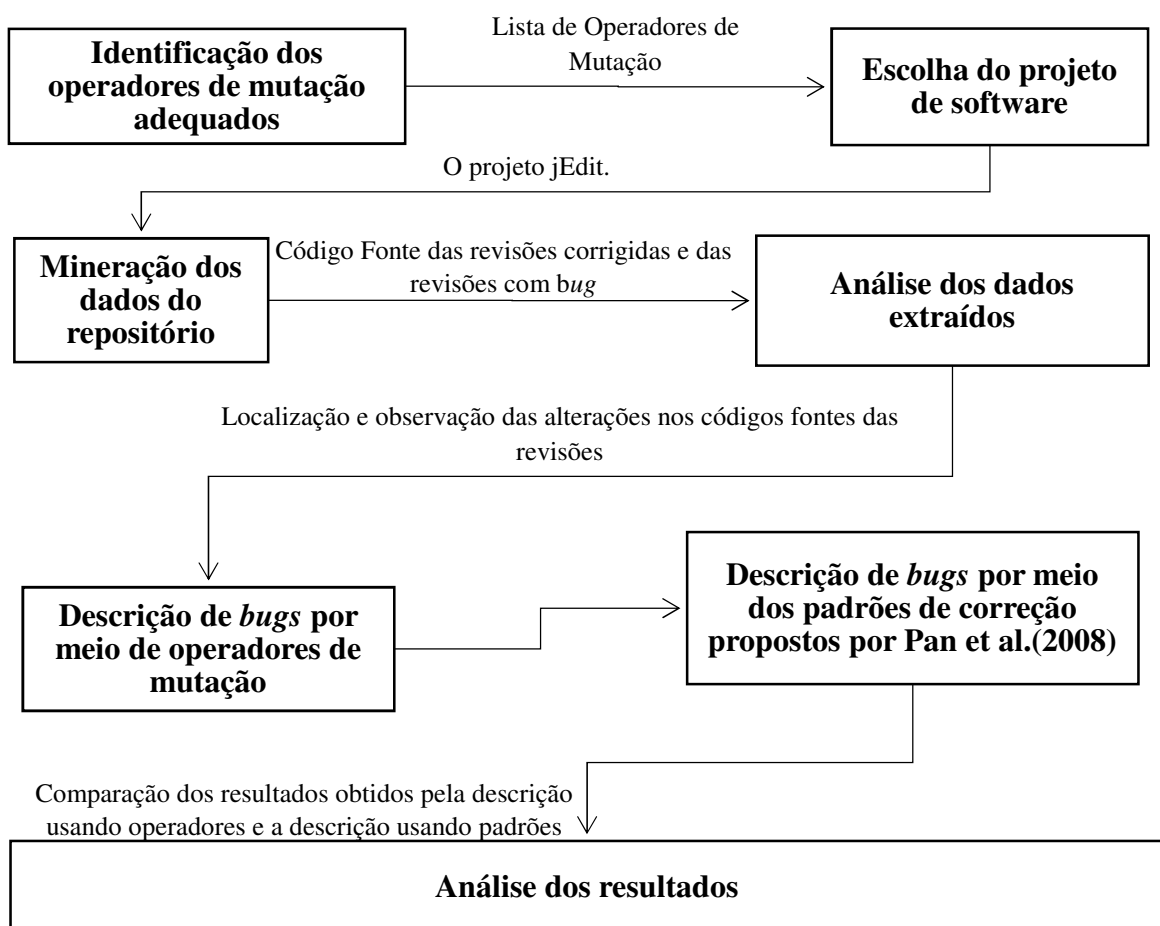 Identificação dos
operadores de mutação
adequados
Lista de Operadores de
Mutação
Escolha do projeto
de software
O projeto jEdit.
Mineração dos
dados do
repositório
Código Fonte das revisões corrigidas e das
revisões com bug
Análise dos dados
extraídos
Localização e observação das alterações nos códigos fontes das
revisões
Descrição de bugs por
meio de operadores de
mutação
Descrição de bugs por meio
dos padrões de correção
propostos por Pan et al.(2008)
Comparação dos resultados obtidos pela descrição
usando operadores e a descrição usando padrões
Análise dos resultados